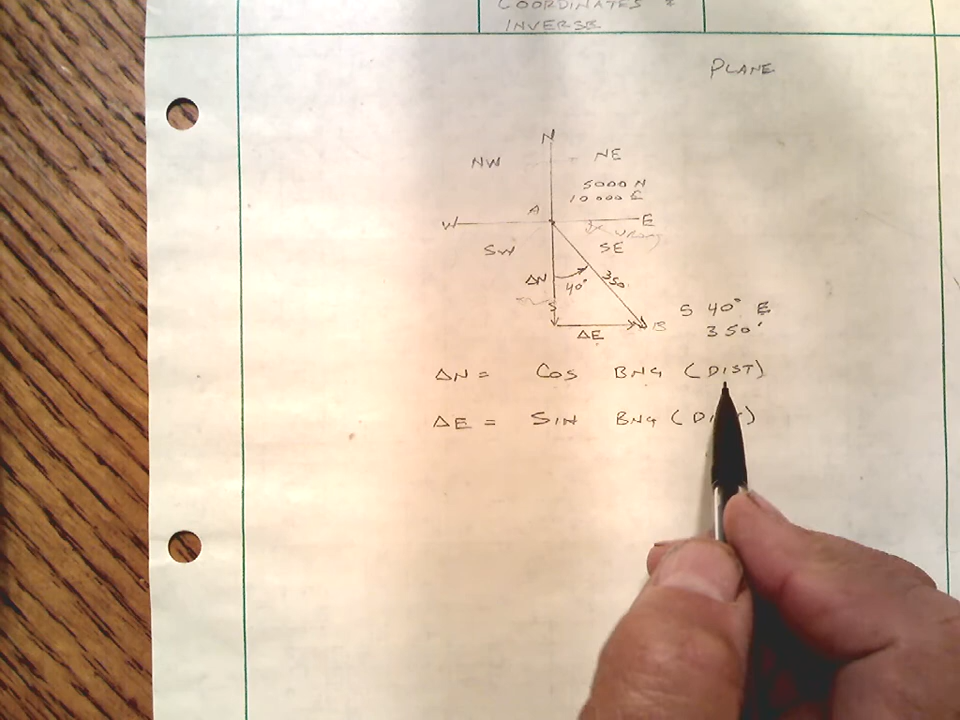 COORDINATES &
INVERSE
PLANE
N
NW
NE
5000 N
10 000 E
A
W
E
SW
SE
ΔN
40°
350
S
B
ΔE
S 40° E
350'
ΔN = COS BNG (DIST)
ΔE = SIN BNG (